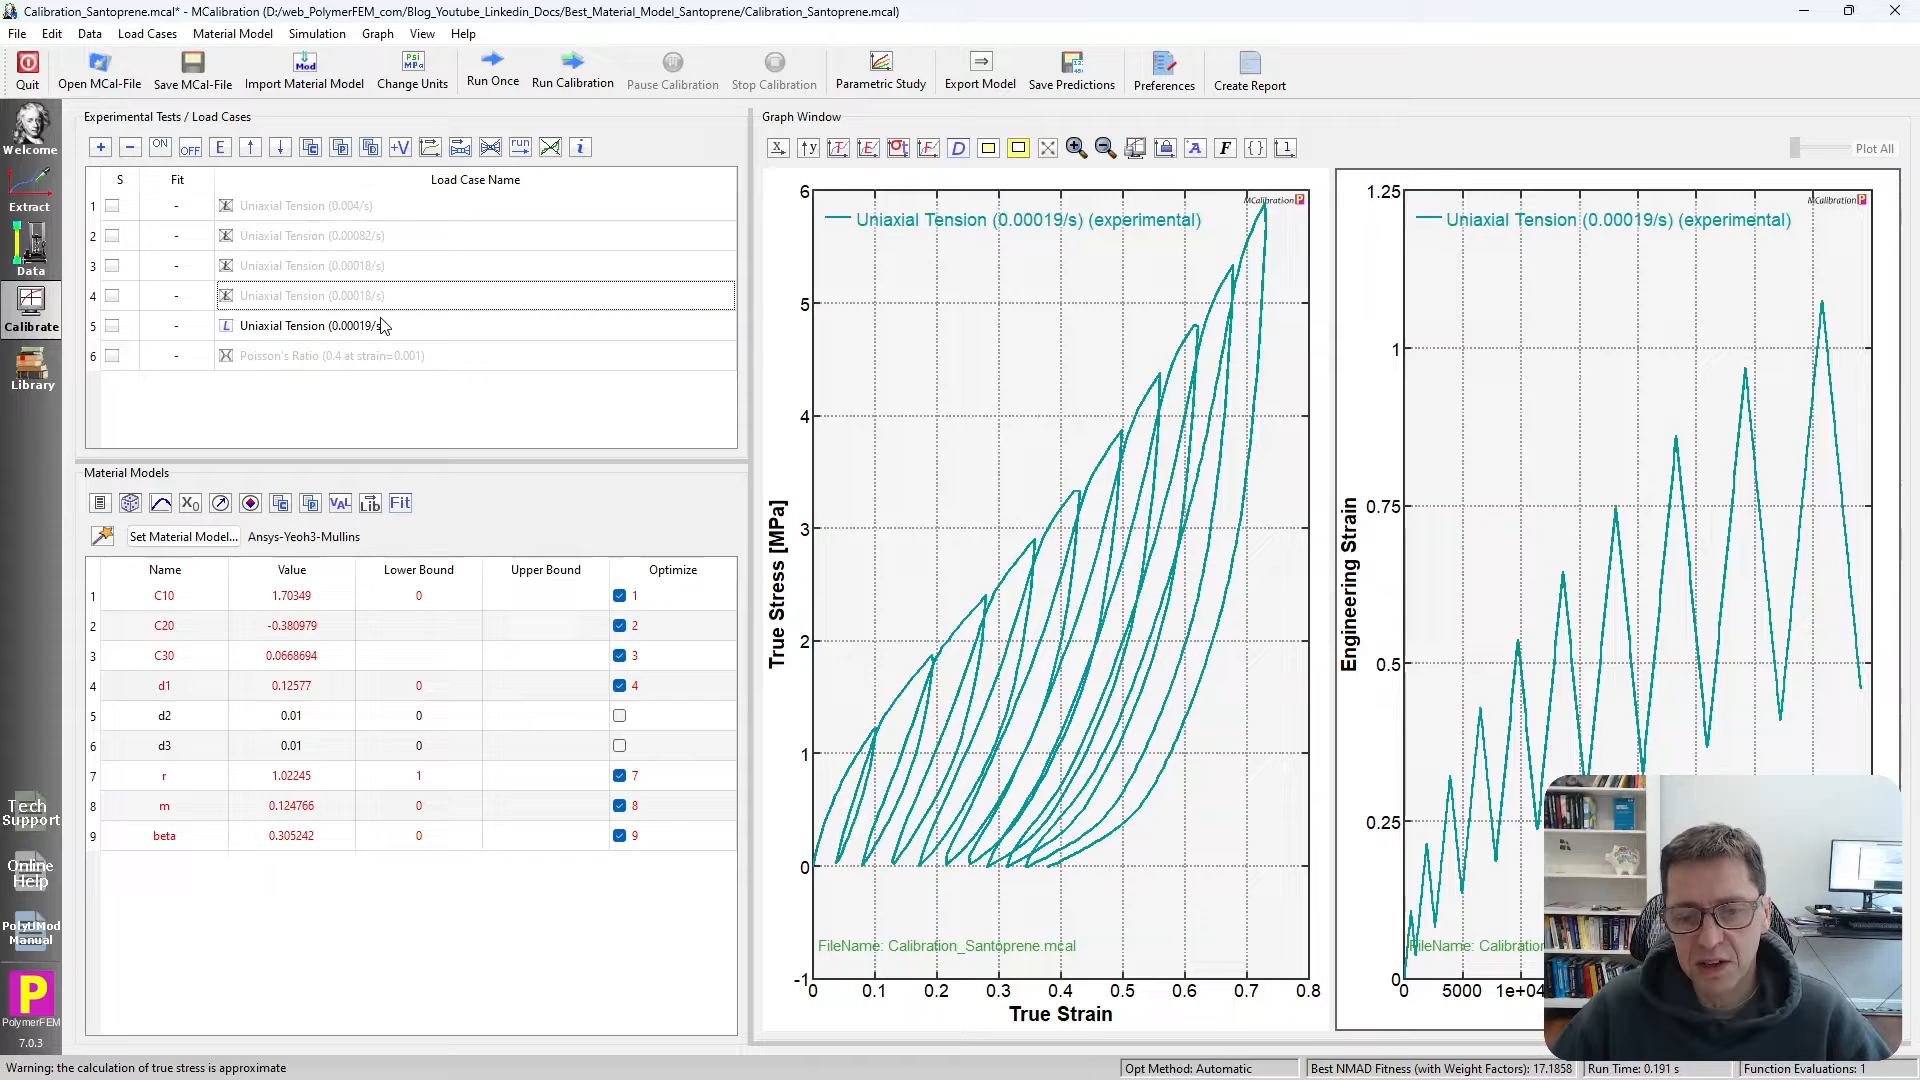 Calibration_Santoprene.mcal* - MCalibration (D:/web_PolymerFEM_com/Blog_Youtube_Linkedin_Docs/Best_Material_Model_Santoprene/Calibration_Santoprene.mcal)
File Edit Data Load Cases Material Model Simulation Graph View Help
Quit Open MCal-File Save MCal-File Import Material Model Change Units Run Once Run Calibration Pause Calibration Stop Calibration Parametric Study Export Model Save Predictions Preferences Create Report
Welcome
Extract
Data
Calibrate
Library
Tech
Support
Online
Help
PolyUMod
Manual
P
PolymerFEM
7.0.3
Experimental Tests / Load Cases
S Fit Load Case Name
1 - Uniaxial Tension (0.004/s)
2 - Uniaxial Tension (0.00082/s)
3 - Uniaxial Tension (0.00018/s)
4 - Uniaxial Tension (0.00018/s)
5 - L Uniaxial Tension (0.00019/s
6 - Poisson's Ratio (0.4 at strain=0.001)
Material Models
Set Material Model... Ansys-Yeoh3-Mullins
Name Value Lower Bound Upper Bound Optimize
1 C10 1.70349 0 1
2 C20 -0.380979 2
3 C30 0.0668694 3
4 d1 0.12577 0 4
5 d2 0.01 0
6 d3 0.01 0
7 r 1.02245 1 7
8 m 0.124766 0 8
9 beta 0.305242 0 9
Graph Window
Plot All
MCalibration P
Uniaxial Tension (0.00019/s) (experimental)
6
5
4
3
2
1
0
-1
True Stress [MPa]
0 0.1 0.2 0.3 0.4 0.5 0.6 0.7 0.8
True Strain
FileName: Calibration_Santoprene.mcal
MCalibration P
Uniaxial Tension (0.00019/s) (experimental)
1.25
1
0.75
0.5
0.25
0
Engineering Strain
0 5000 1e+04
FileName: Calibration
Warning: the calculation of true stress is approximate
Opt Method: Automatic
Best NMAD Fitness (with Weight Factors): 17.1858
Run Time: 0.191 s
Function Evaluations: 1